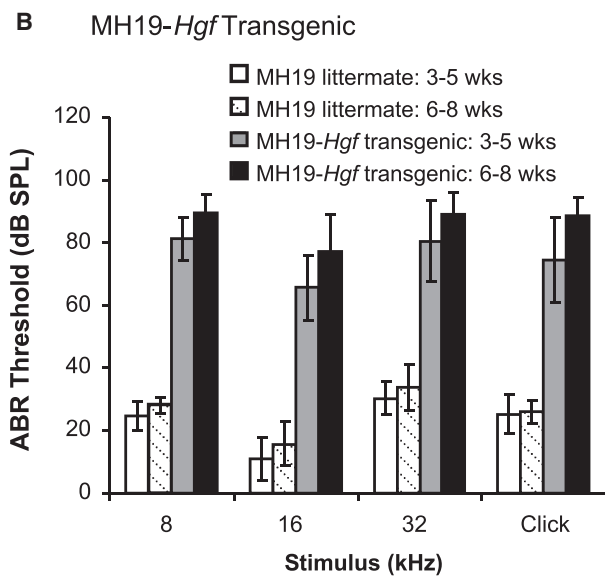 B MH19-Hgf Transgenic
MH19 littermate: 3-5 wks
MH19 littermate: 6-8 wks
MH19-Hgf transgenic: 3-5 wks
MH19-Hgf transgenic: 6-8 wks
ABR Threshold (dB SPL)
120
100
80
60
40
20
0
8 16 32 Click
Stimulus (kHz)